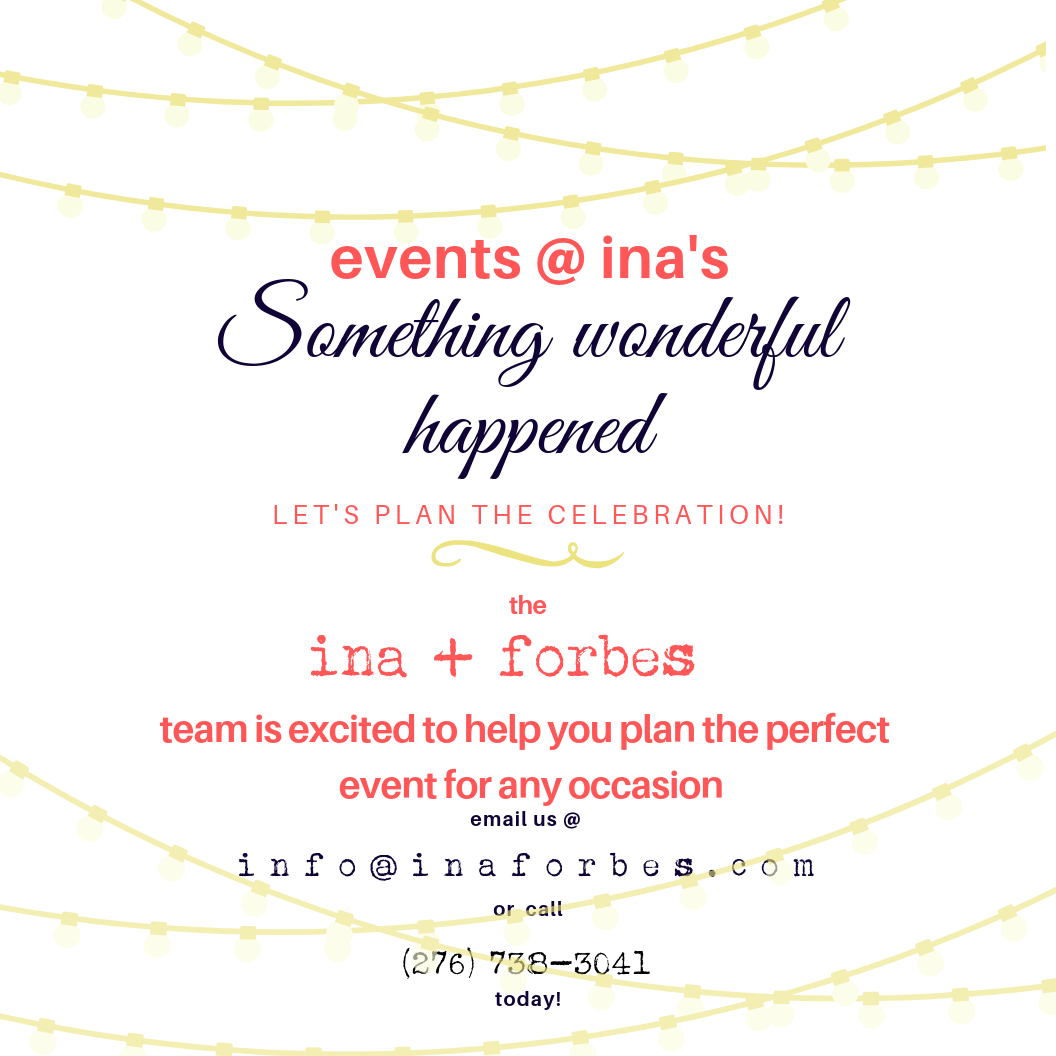 events @ ina's
Something wonderful
happened
LET'S PLAN THE CELEBRATION!
the
ina + forbes
team is excited to help you plan the perfect
event for any occasion
email us @
info@inaforbes.com
or call
(276) 738-3041
today!